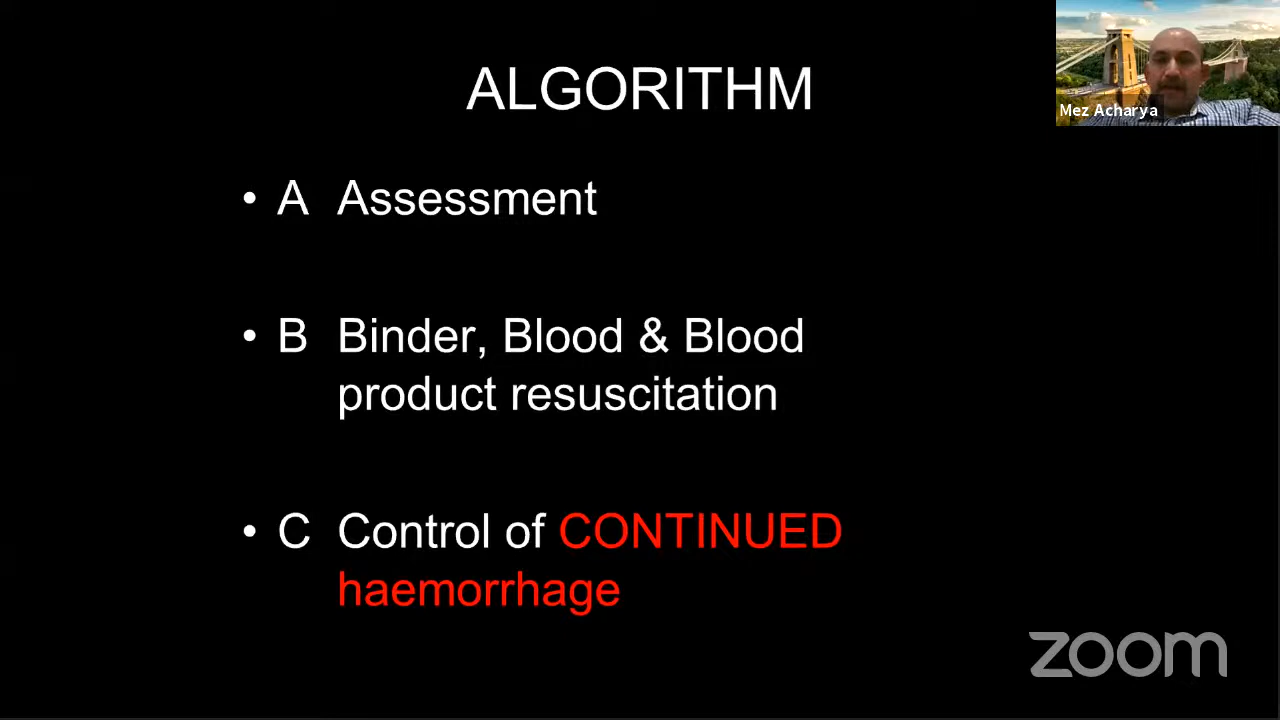 ALGORITHM
Mez Acharya
• A Assessment
• B Binder, Blood & Blood
product resuscitation
• C Control of CONTINUED
haemorrhage
zoom